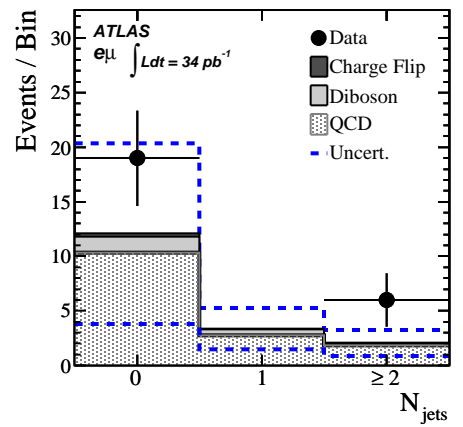 ATLAS
eμ ∫ Ldt = 34 pb⁻¹
Data
Charge Flip
Diboson
QCD
Uncert.
Events / Bin
30
25
20
15
10
5
0
0 1 ≥ 2
N_jets